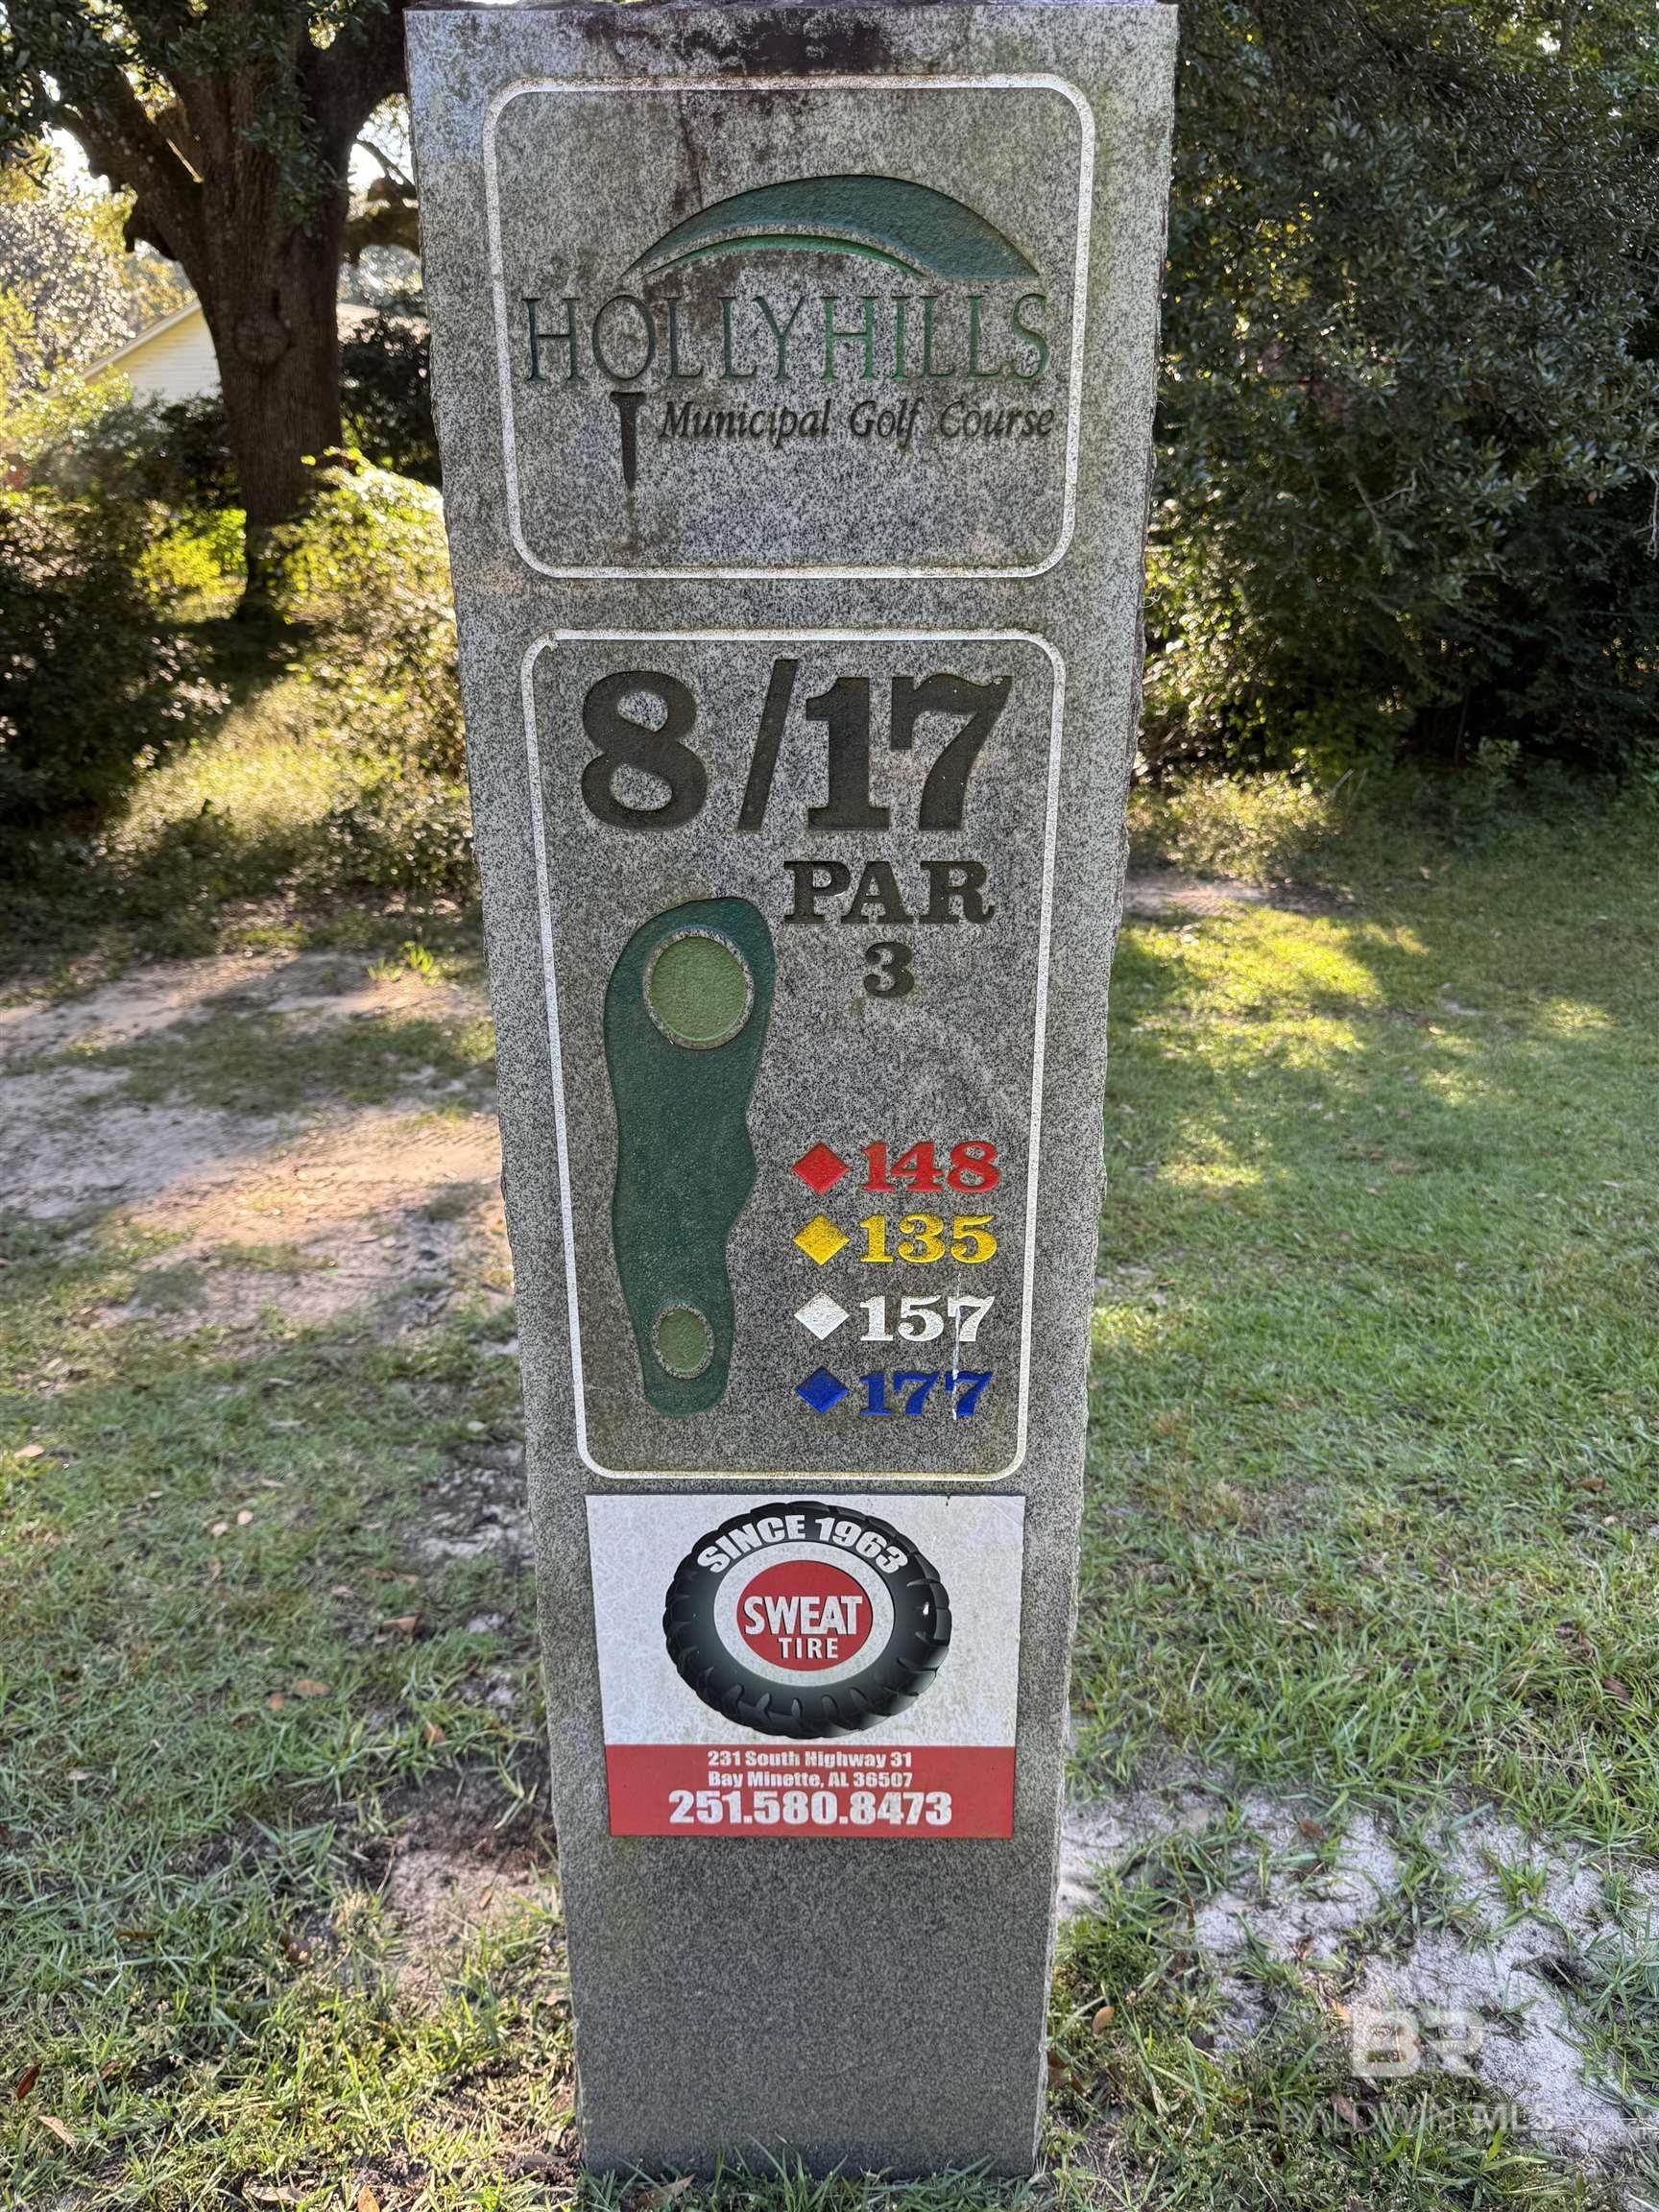 HOLLYHILLS
Municipal Golf Course
8/17
PAR
3
148
135
157
177
SINCE 1963
SWEAT
TIRE
231 South Highway 31
Bay Minette, AL 36507
251.580.8473
BR
BALDWIN MLS